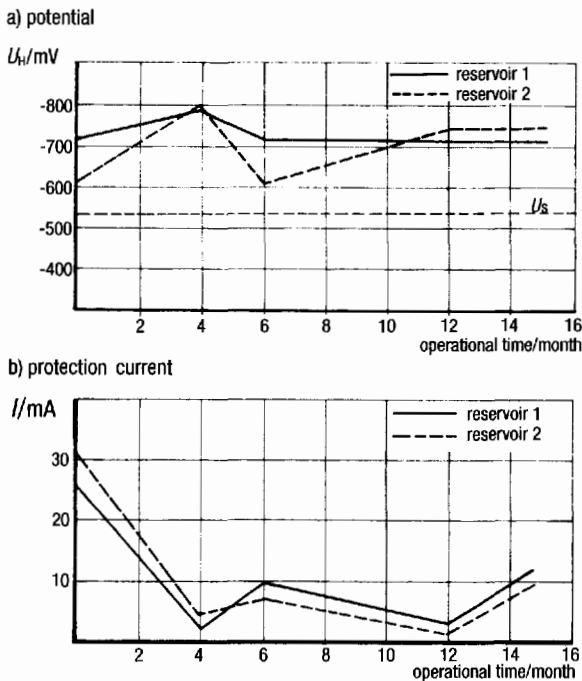 a) potential
UH/mV
reservoir 1
reservoir 2
-800
-700
-600
-500
-400
Us
2 4 6 8 10 12 14 16
operational time/month
b) protection current
I/mA
reservoir 1
reservoir 2
30
20
10
2 4 6 8 10 12 14 16
operational time/month